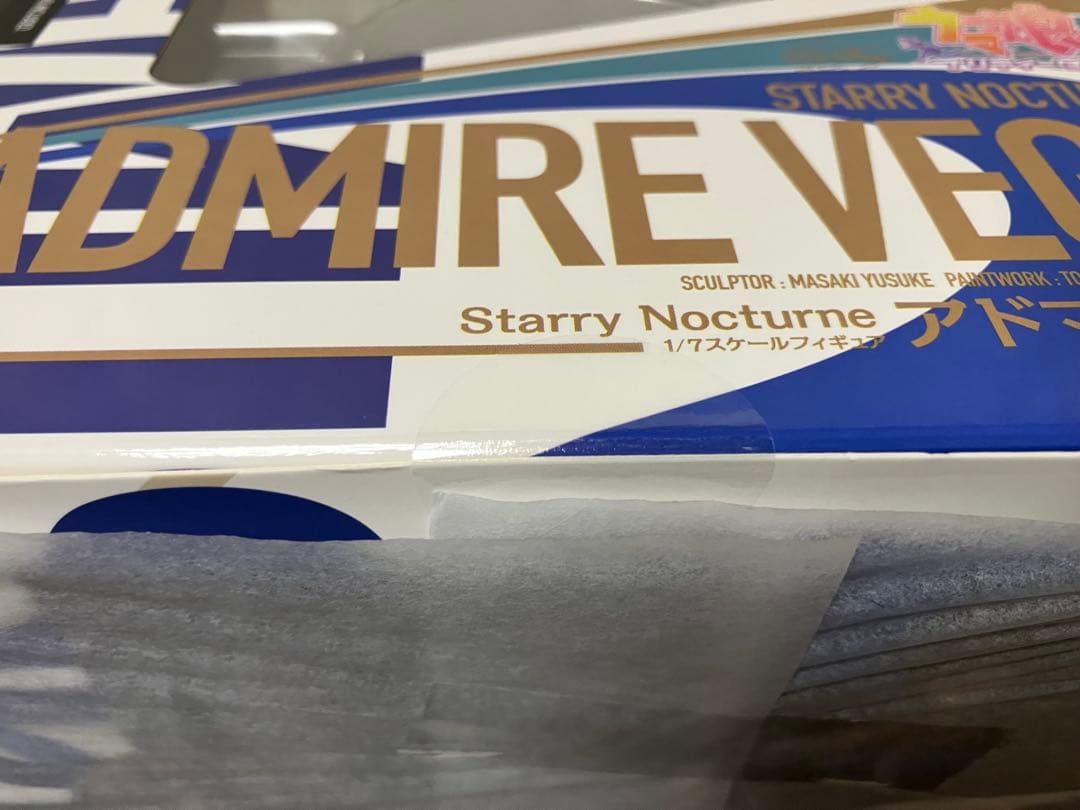 STARRY NOCTU
ADMIRE VEG
SCULPTOR : MASAKI YUSUKE PAINTWORK : TO
Starry Nocturne アドマ
1/7スケールフィギュア